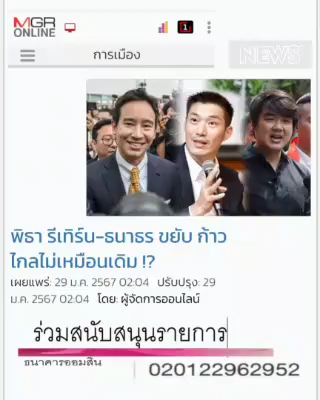 MGR
ONLINE
1
การเมือง
NEWS
พิธา รีเทิร์น-ธนาธร ขยับ ก้าว
ไกลไม่เหมือนเดิม !?
เผยแพร่: 29 ม.ค. 2567 02:04 ปรับปรุง: 29
ม.ค. 2567 02:04 โดย: ผู้จัดการออนไลน์
ร่วมสนับสนุนรายการ
ธนาคารออมสิน
020122962952